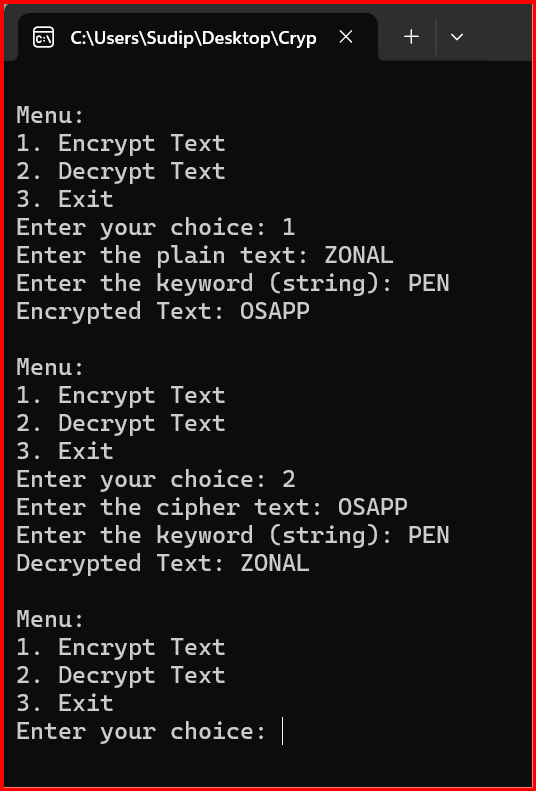 C:\Users\Sudip\Desktop\Cryp
Menu:
1. Encrypt Text
2. Decrypt Text
3. Exit
Enter your choice: 1
Enter the plain text: ZONAL
Enter the keyword (string): PEN
Encrypted Text: OSAPP
Menu:
1. Encrypt Text
2. Decrypt Text
3. Exit
Enter your choice: 2
Enter the cipher text: OSAPP
Enter the keyword (string): PEN
Decrypted Text: ZONAL
Menu:
1. Encrypt Text
2. Decrypt Text
3. Exit
Enter your choice: